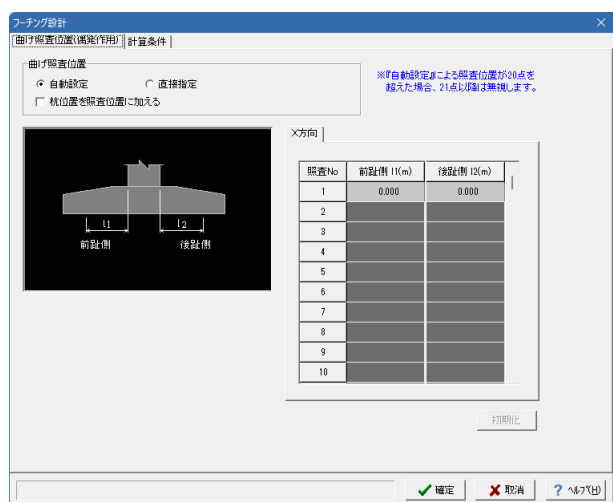 フーチング設計
曲げ照査位置(偶発作用) 計算条件
曲げ照査位置
自動設定 直接指定
杭位置を照査位置に加える
※『自動設定』による照査位置が20点を
超えた場合、21点以降は無視します。
l1 l2
前趾側 後趾側
X方向
照査No 前趾側 l1(m) 後趾側 l2(m)
1 0.000 0.000
2
3
4
5
6
7
8
9
10
初期化
確定 取消 ヘルプ(H)